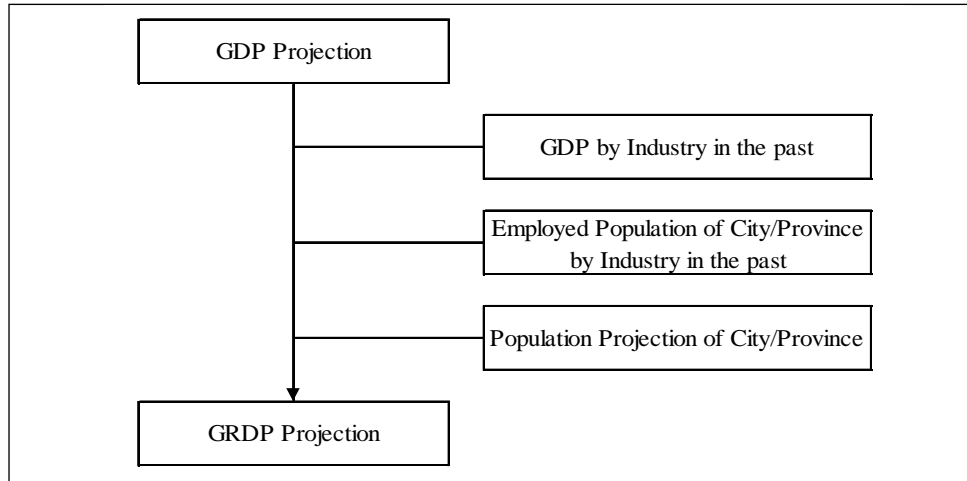 GDP Projection
GDP by Industry in the past
Employed Population of City/Province
by Industry in the past
Population Projection of City/Province
GRDP Projection